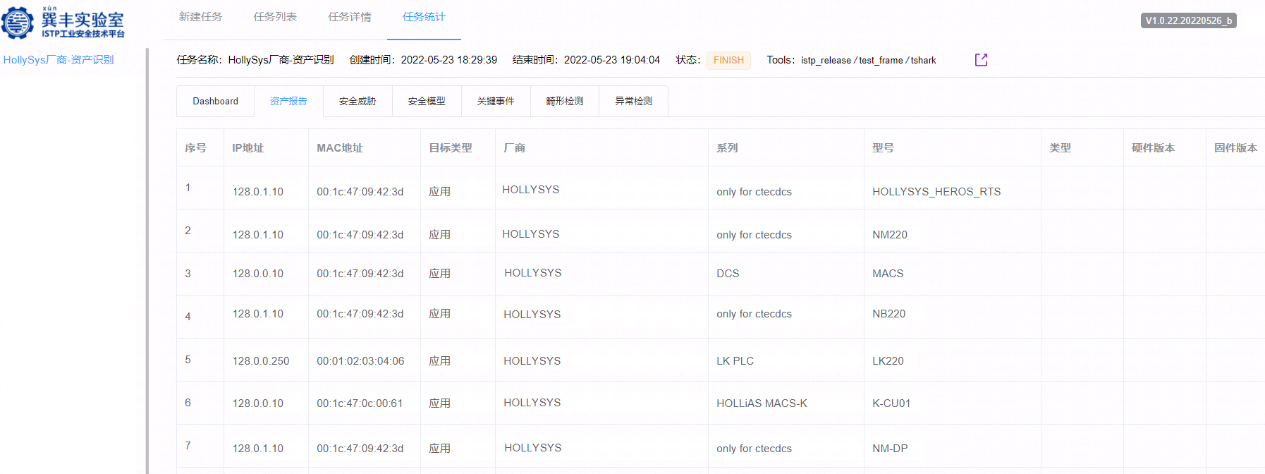 xùn
巽丰实验室
ISTP工业安全技术平台
新建任务 任务列表 任务详情 任务统计
V1.0.22.20220526_b
HollySys厂商-资产识别
任务名称：HollySys厂商-资产识别 创建时间：2022-05-23 18:29:39 结束时间：2022-05-23 19:04:04 状态： FINISH Tools：istp_release / test_frame / tshark
Dashboard 资产报告 安全威胁 安全模型 关键事件 畸形检测 异常检测
序号 IP地址 MAC地址 目标类型 厂商 系列 型号 类型 硬件版本 固件版本
1 128.0.1.10 00:1c:47:09:42:3d 应用 HOLLYSYS only for ctecdcs HOLLYSYS_HEROS_RTS
2 128.0.1.10 00:1c:47:09:42:3d 应用 HOLLYSYS only for ctecdcs NM220
3 128.0.0.10 00:1c:47:09:42:3d 应用 HOLLYSYS DCS MACS
4 128.0.1.10 00:1c:47:09:42:3d 应用 HOLLYSYS only for ctecdcs NB220
5 128.0.0.250 00:01:02:03:04:06 应用 HOLLYSYS LK PLC LK220
6 128.0.0.10 00:1c:47:0c:00:61 应用 HOLLYSYS HOLLiAS MACS-K K-CU01
7 128.0.1.10 00:1c:47:09:42:3d 应用 HOLLYSYS only for ctecdcs NM-DP